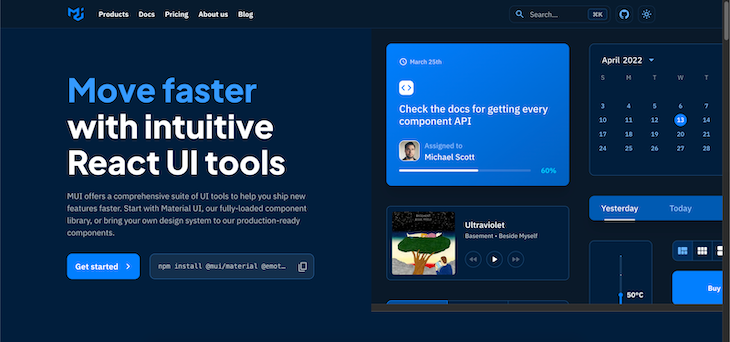 Products Docs Pricing About us Blog
Search... ⌘K
Move faster
with intuitive
React UI tools
MUI offers a comprehensive suite of UI tools to help you ship new
features faster. Start with Material UI, our fully-loaded component
library, or bring your own design system to our production-ready
components.
Get started
npm install @mui/material @emot...
March 25th
Check the docs for getting every
component API
Assigned to
Michael Scott
60%
Ultraviolet
Basement • Beside Myself
April 2022
S M T W T
3 4 5 6 7
10 11 12 13 14
17 18 19 20 21
24 25 26 27 28
Yesterday Today
50°C
Buy